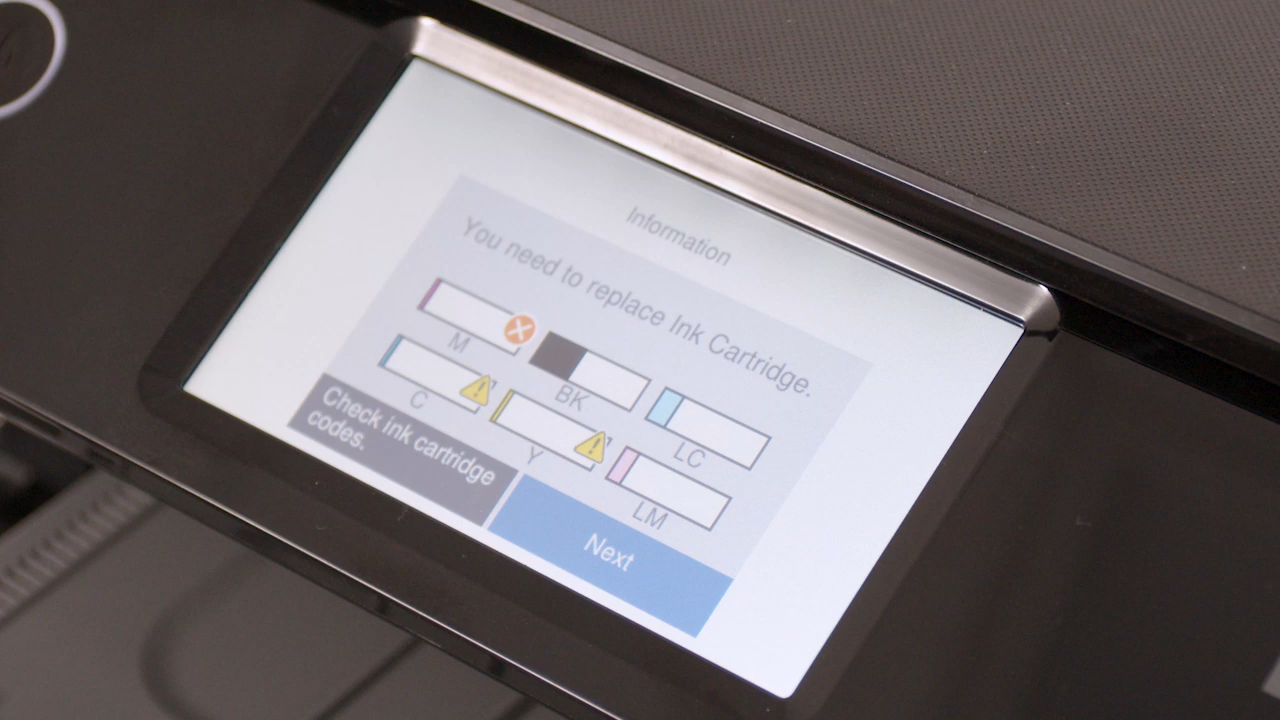 Information
You need to replace Ink Cartridge.
M
BK
LC
C
Y
LM
Check ink cartridge
codes.
Next